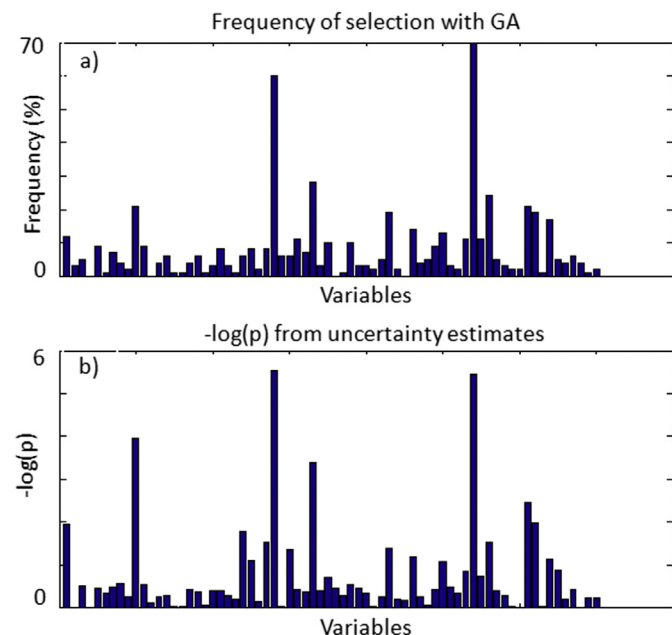 Frequency of selection with GA
70
a)
Frequency (%)
0
Variables
-log(p) from uncertainty estimates
6
b)
-log(p)
0
Variables